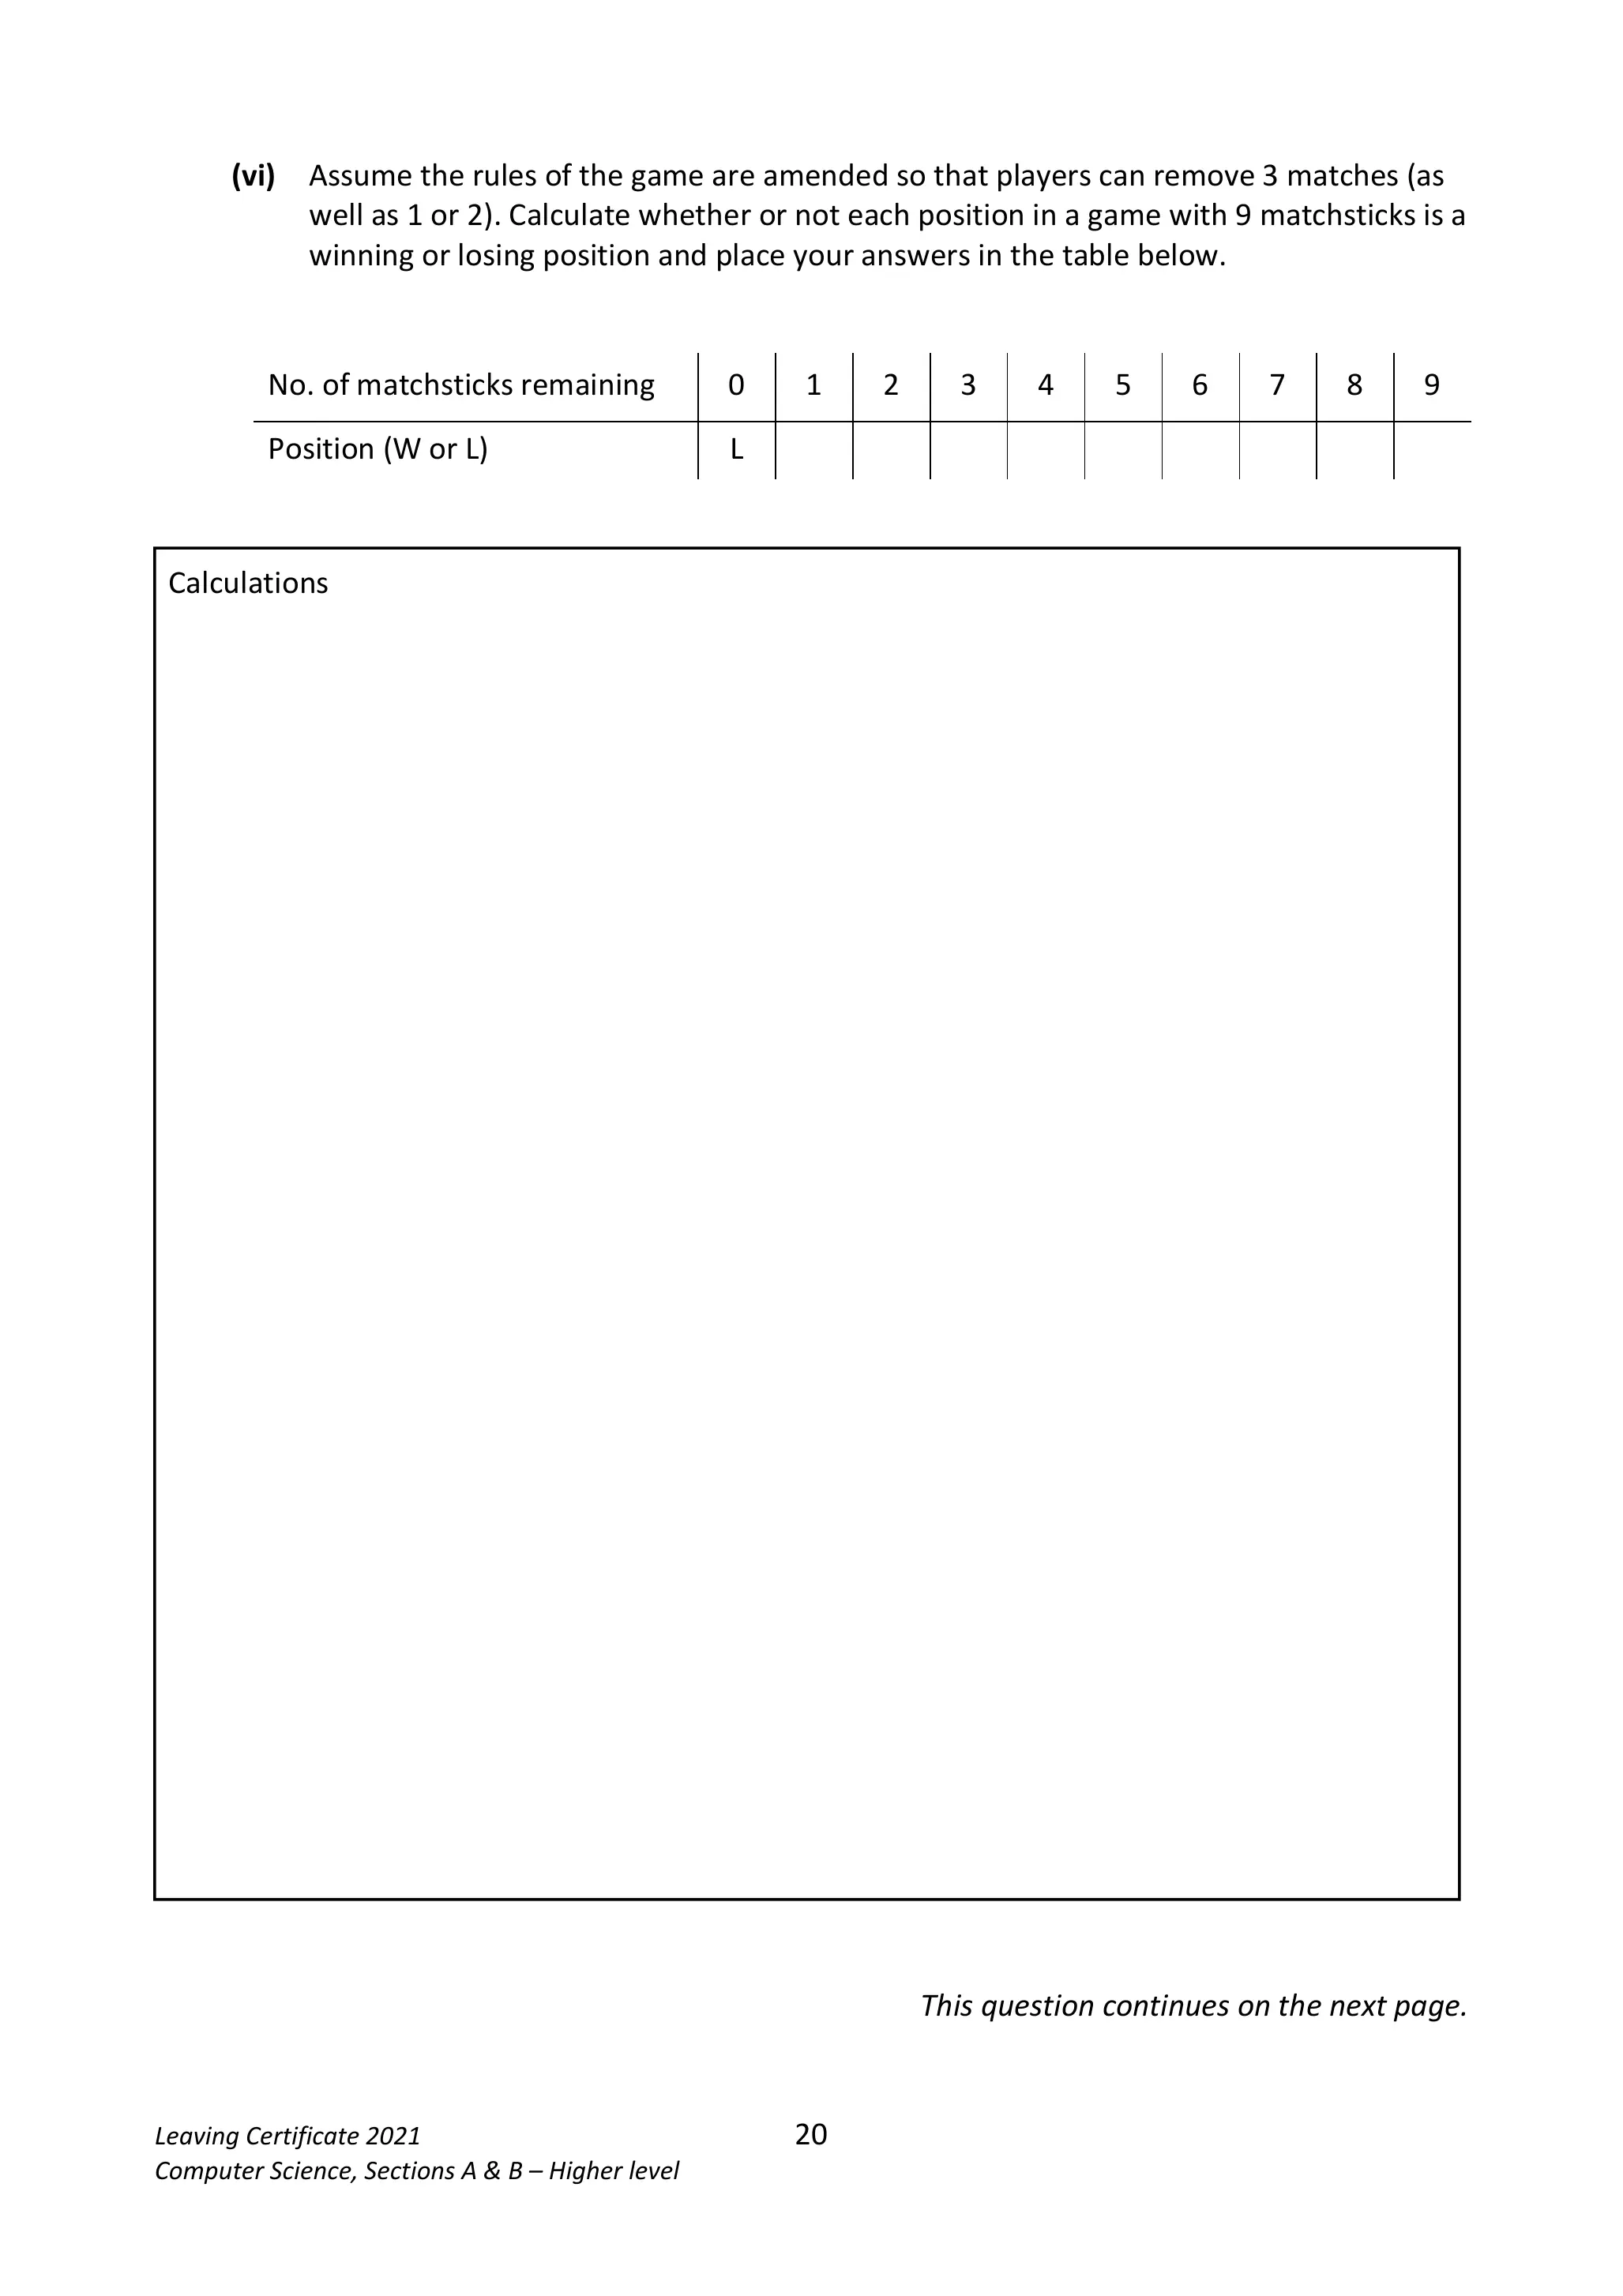 (vi) Assume the rules of the game are amended so that players can remove 3 matches (as
well as 1 or 2). Calculate whether or not each position in a game with 9 matchsticks is a
winning or losing position and place your answers in the table below.
No. of matchsticks remaining 0 1 2 3 4 5 6 7 8 9
Position (W or L) L
Calculations
This question continues on the next page.
Leaving Certificate 2021 20
Computer Science, Sections A & B – Higher level